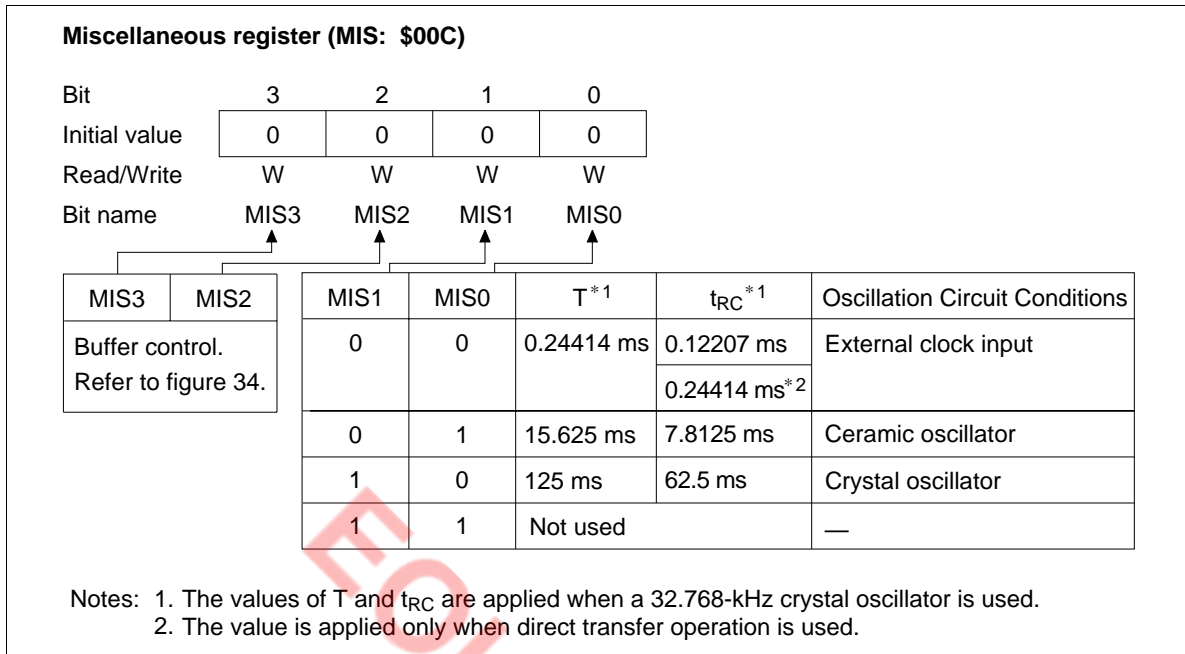 Miscellaneous register (MIS: $00C)
Bit 3 2 1 0
Initial value 0 0 0 0
Read/Write W W W W
Bit name MIS3 MIS2 MIS1 MIS0
MIS3 MIS2
Buffer control.
Refer to figure 34.
MIS1 MIS0 T*1 tRC*1 Oscillation Circuit Conditions
0 0 0.24414 ms 0.12207 ms External clock input
0.24414 ms*2
0 1 15.625 ms 7.8125 ms Ceramic oscillator
1 0 125 ms 62.5 ms Crystal oscillator
1 1 Not used —
Notes: 1. The values of T and tRC are applied when a 32.768-kHz crystal oscillator is used.
2. The value is applied only when direct transfer operation is used.